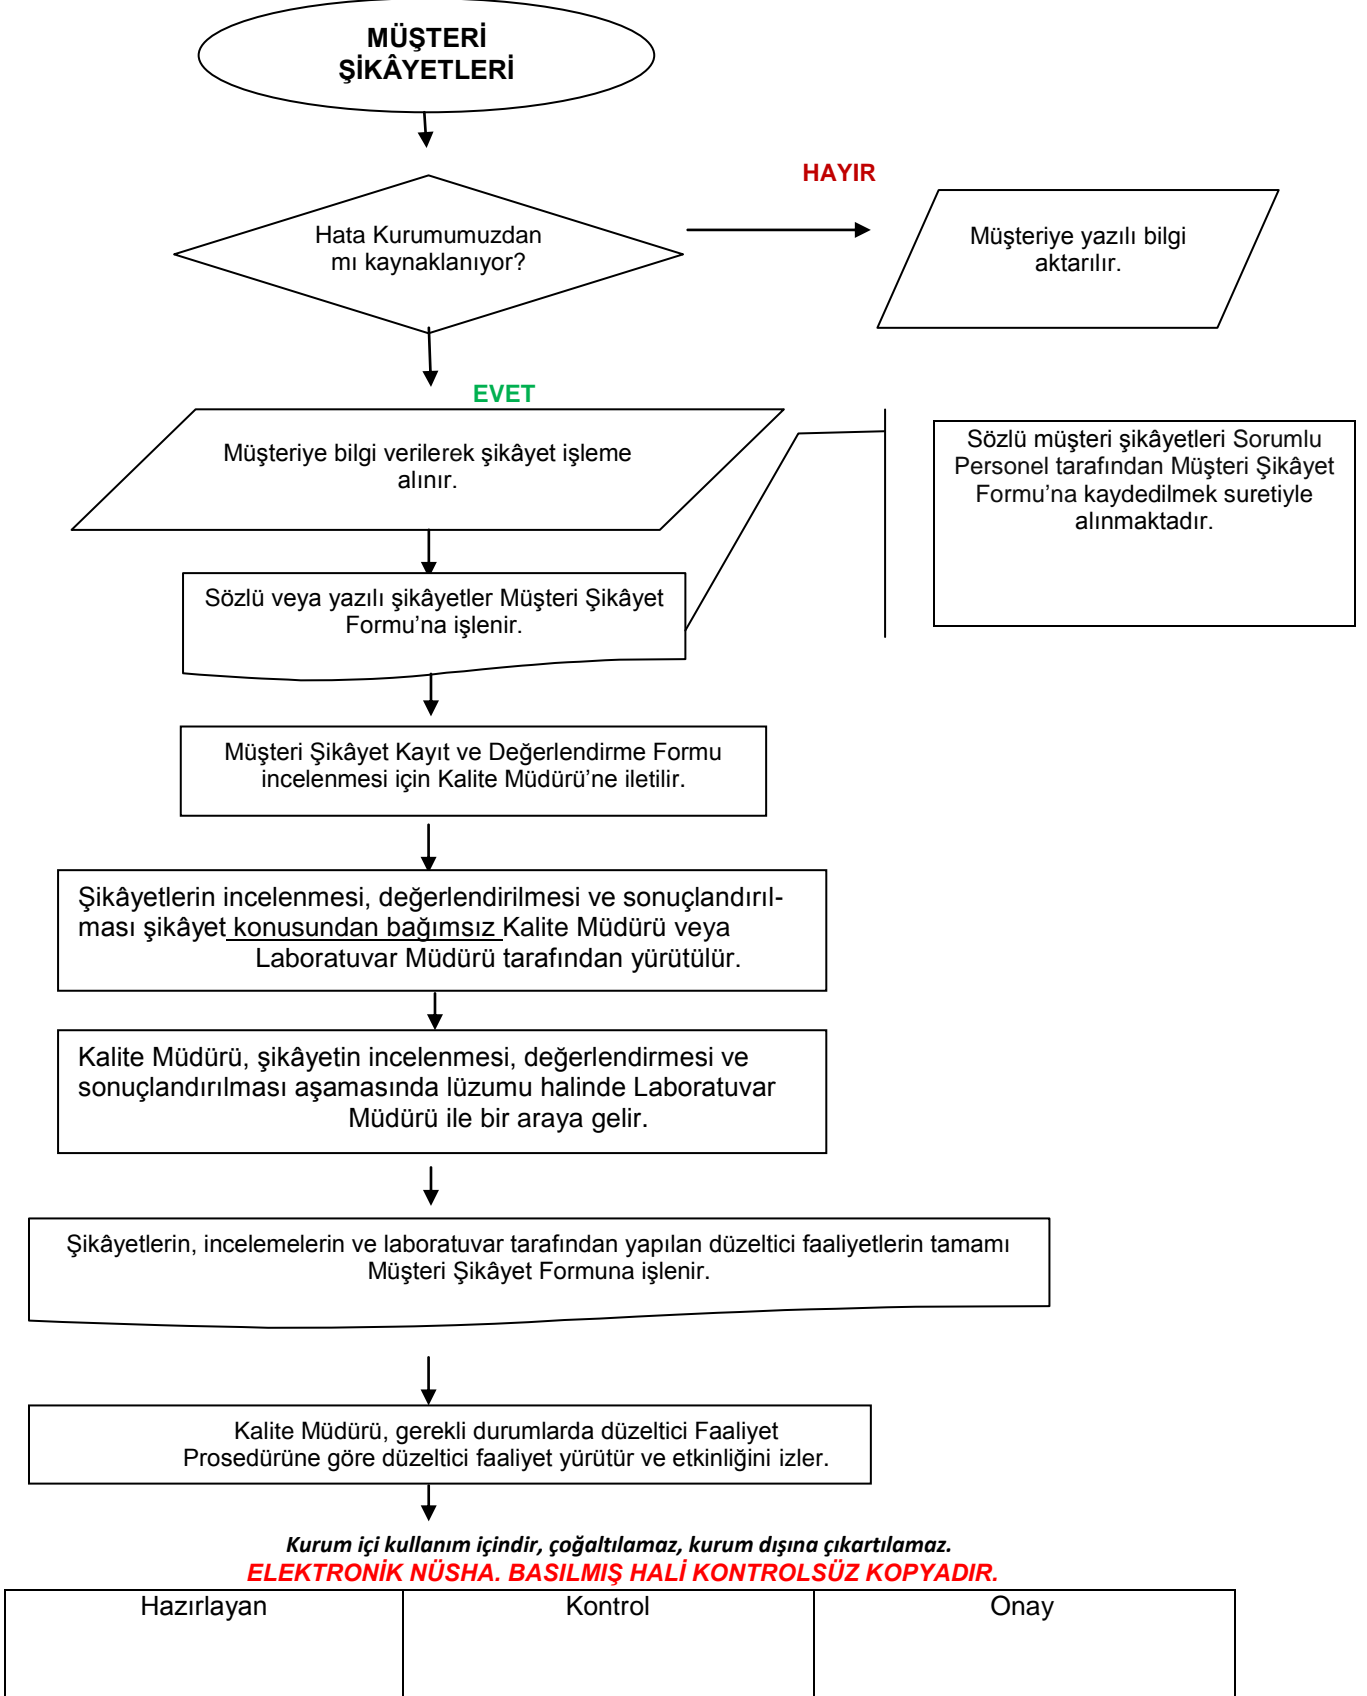 MÜŞTERİ
ŞİKÂYETLERİ
HAYIR
Hata Kurumumuzdan
mı kaynaklanıyor?
Müşteriye yazılı bilgi
aktarılır.
EVET
Müşteriye bilgi verilerek şikâyet işleme
alınır.
Sözlü müşteri şikâyetleri Sorumlu
Personel tarafından Müşteri Şikâyet
Formu’na kaydedilmek suretiyle
alınmaktadır.
Sözlü veya yazılı şikâyetler Müşteri Şikâyet
Formu’na işlenir.
Müşteri Şikâyet Kayıt ve Değerlendirme Formu
incelenmesi için Kalite Müdürü’ne iletilir.
Şikâyetlerin incelenmesi, değerlendirilmesi ve sonuçlandırıl-
ması şikâyet konusundan bağımsız Kalite Müdürü veya
Laboratuvar Müdürü tarafından yürütülür.
Kalite Müdürü, şikâyetin incelenmesi, değerlendirmesi ve
sonuçlandırılması aşamasında lüzumu halinde Laboratuvar
Müdürü ile bir araya gelir.
Şikâyetlerin, incelemelerin ve laboratuvar tarafından yapılan düzeltici faaliyetlerin tamamı
Müşteri Şikâyet Formuna işlenir.
Kalite Müdürü, gerekli durumlarda düzeltici Faaliyet
Prosedürüne göre düzeltici faaliyet yürütür ve etkinliğini izler.
Kurum içi kullanım içindir, çoğaltılamaz, kurum dışına çıkartılamaz.
ELEKTRONİK NÜSHA. BASILMIŞ HALİ KONTROLSÜZ KOPYADIR.
Hazırlayan
Kontrol
Onay